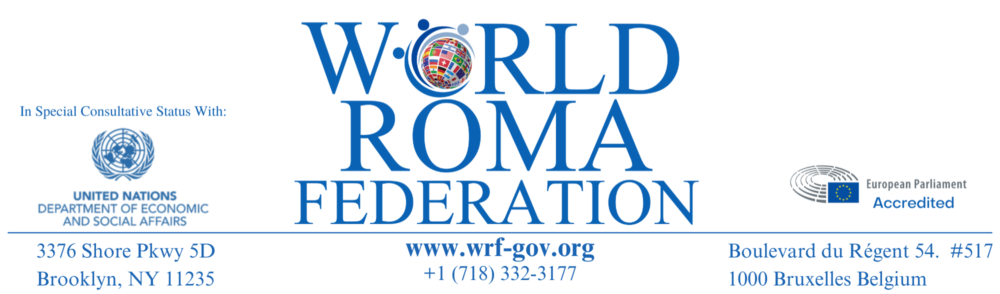 WORLD
ROMA
FEDERATION
In Special Consultative Status With:
UNITED NATIONS
DEPARTMENT OF ECONOMIC
AND SOCIAL AFFAIRS
European Parliament
Accredited
3376 Shore Pkwy 5D
Brooklyn, NY 11235
www.wrf-gov.org
+1 (718) 332-3177
Boulevard du Régent 54. #517
1000 Bruxelles Belgium